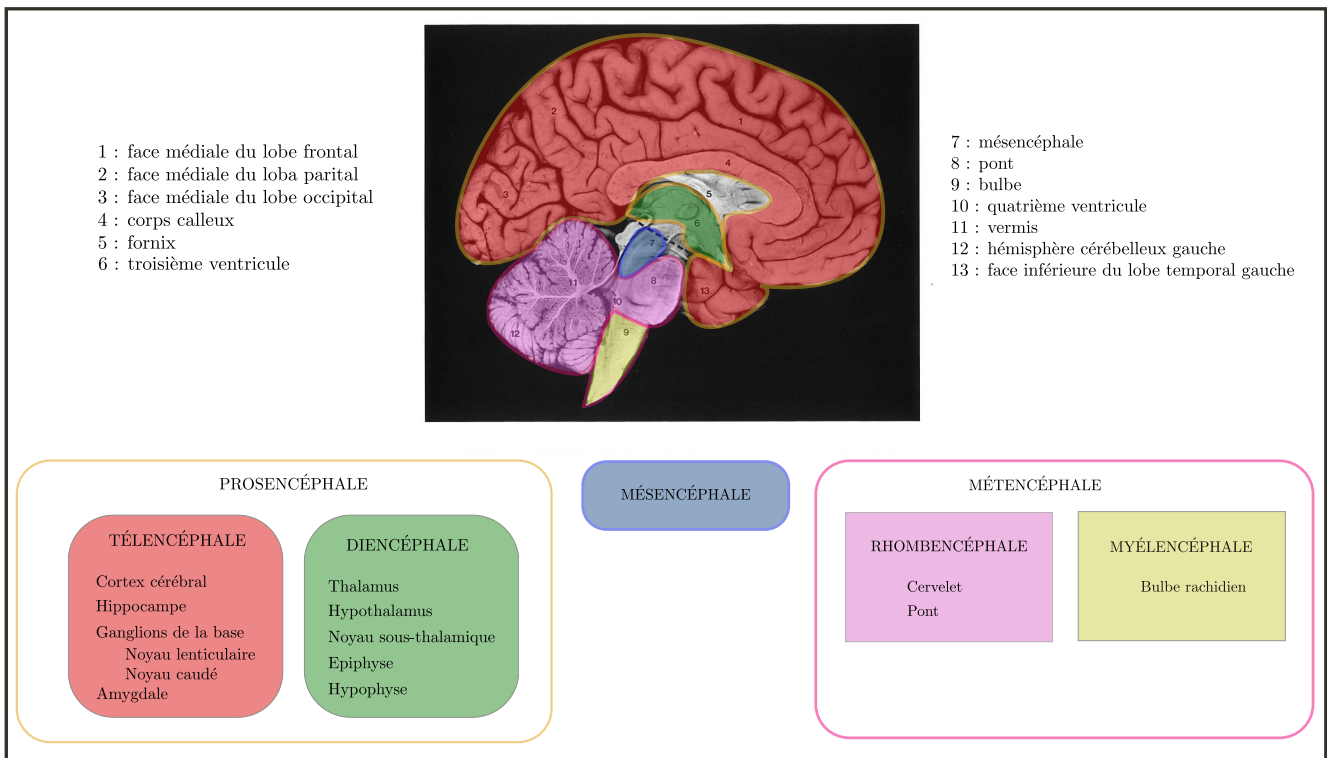 1 : face médiale du lobe frontal
2 : face médiale du loba parital
3 : face médiale du lobe occipital
4 : corps calleux
5 : fornix
6 : troisième ventricule
2
1
3
4
5
6
7
8
11
10
12
9
13
7 : mésencéphale
8 : pont
9 : bulbe
10 : quatrième ventricule
11 : vermis
12 : hémisphère cérébelleux gauche
13 : face inférieure du lobe temporal gauche
PROSENCÉPHALE
TÉLENCÉPHALE
Cortex cérébral
Hippocampe
Ganglions de la base
Noyau lenticulaire
Noyau caudé
Amygdale
DIENCÉPHALE
Thalamus
Hypothalamus
Noyau sous-thalamique
Epiphyse
Hypophyse
MÉSENCÉPHALE
MÉTENCÉPHALE
RHOMBENCÉPHALE
Cervelet
Pont
MYÉLENCÉPHALE
Bulbe rachidien